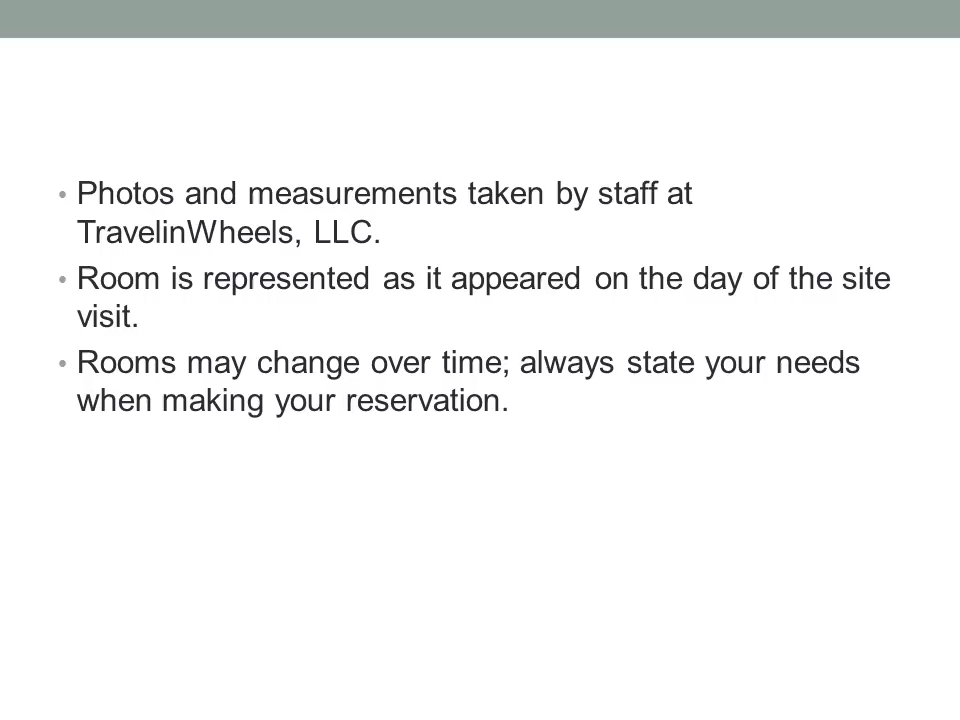 • Photos and measurements taken by staff at
TravelinWheels, LLC.
• Room is represented as it appeared on the day of the site
visit.
• Rooms may change over time; always state your needs
when making your reservation.